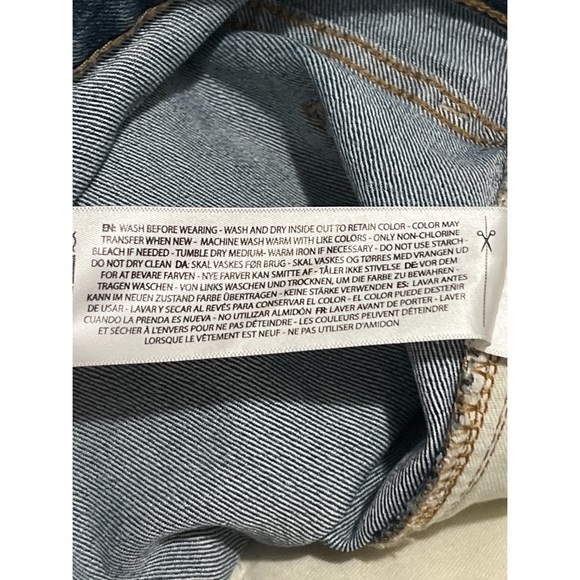 EN: WASH BEFORE WEARING - WASH AND DRY INSIDE OUT TO RETAIN COLOR - COLOR MAY
TRANSFER WHEN NEW - MACHINE WASH WARM WITH LIKE COLORS - ONLY NON-CHLORINE
BLEACH IF NEEDED - TUMBLE DRY MEDIUM - WARM IRON IF NECESSARY - DO NOT USE STARCH -
DO NOT DRY CLEAN DA: SKAL VASKES FØR BRUG - SKAL VASKES OG TØRRES MED VRANGEN UD
FOR AT BEVARE FARVEN - NYE FARVER KAN SMITTE AF - TÅLER IKKE STIVELSE DE: VOR DEM
TRAGEN WASCHEN - VON LINKS WASCHEN UND TROCKNEN, UM DIE FARBE ZU BEWAHREN -
KANN IM NEUEN ZUSTAND FARBE ÜBERTRAGEN - KEINE STÄRKE VERWENDEN ES: LAVAR ANTES
DE USAR - LAVAR Y SECAR AL REVÉS PARA CONSERVAR EL COLOR - EL COLOR PUEDE DESTEÑIR
CUANDO LA PRENDA ES NUEVA - NO UTILIZAR ALMIDÓN FR: LAVER AVANT DE PORTER - LAVER
ET SÉCHER À L'ENVERS POUR NE PAS DÉTEINDRE - LES COULEURS PEUVENT DÉTEINDRE
LORSQUE LE VÊTEMENT EST NEUF - NE PAS UTILISER D'AMIDON